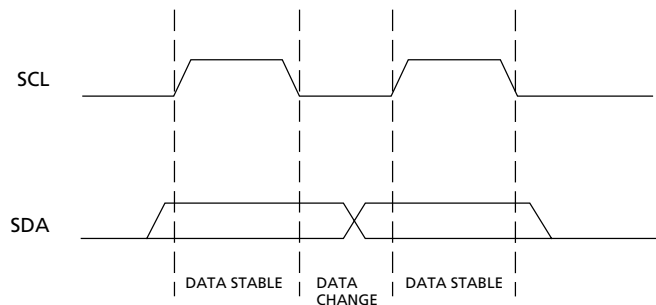 SCL
SDA
DATA STABLE
DATA
CHANGE
DATA STABLE